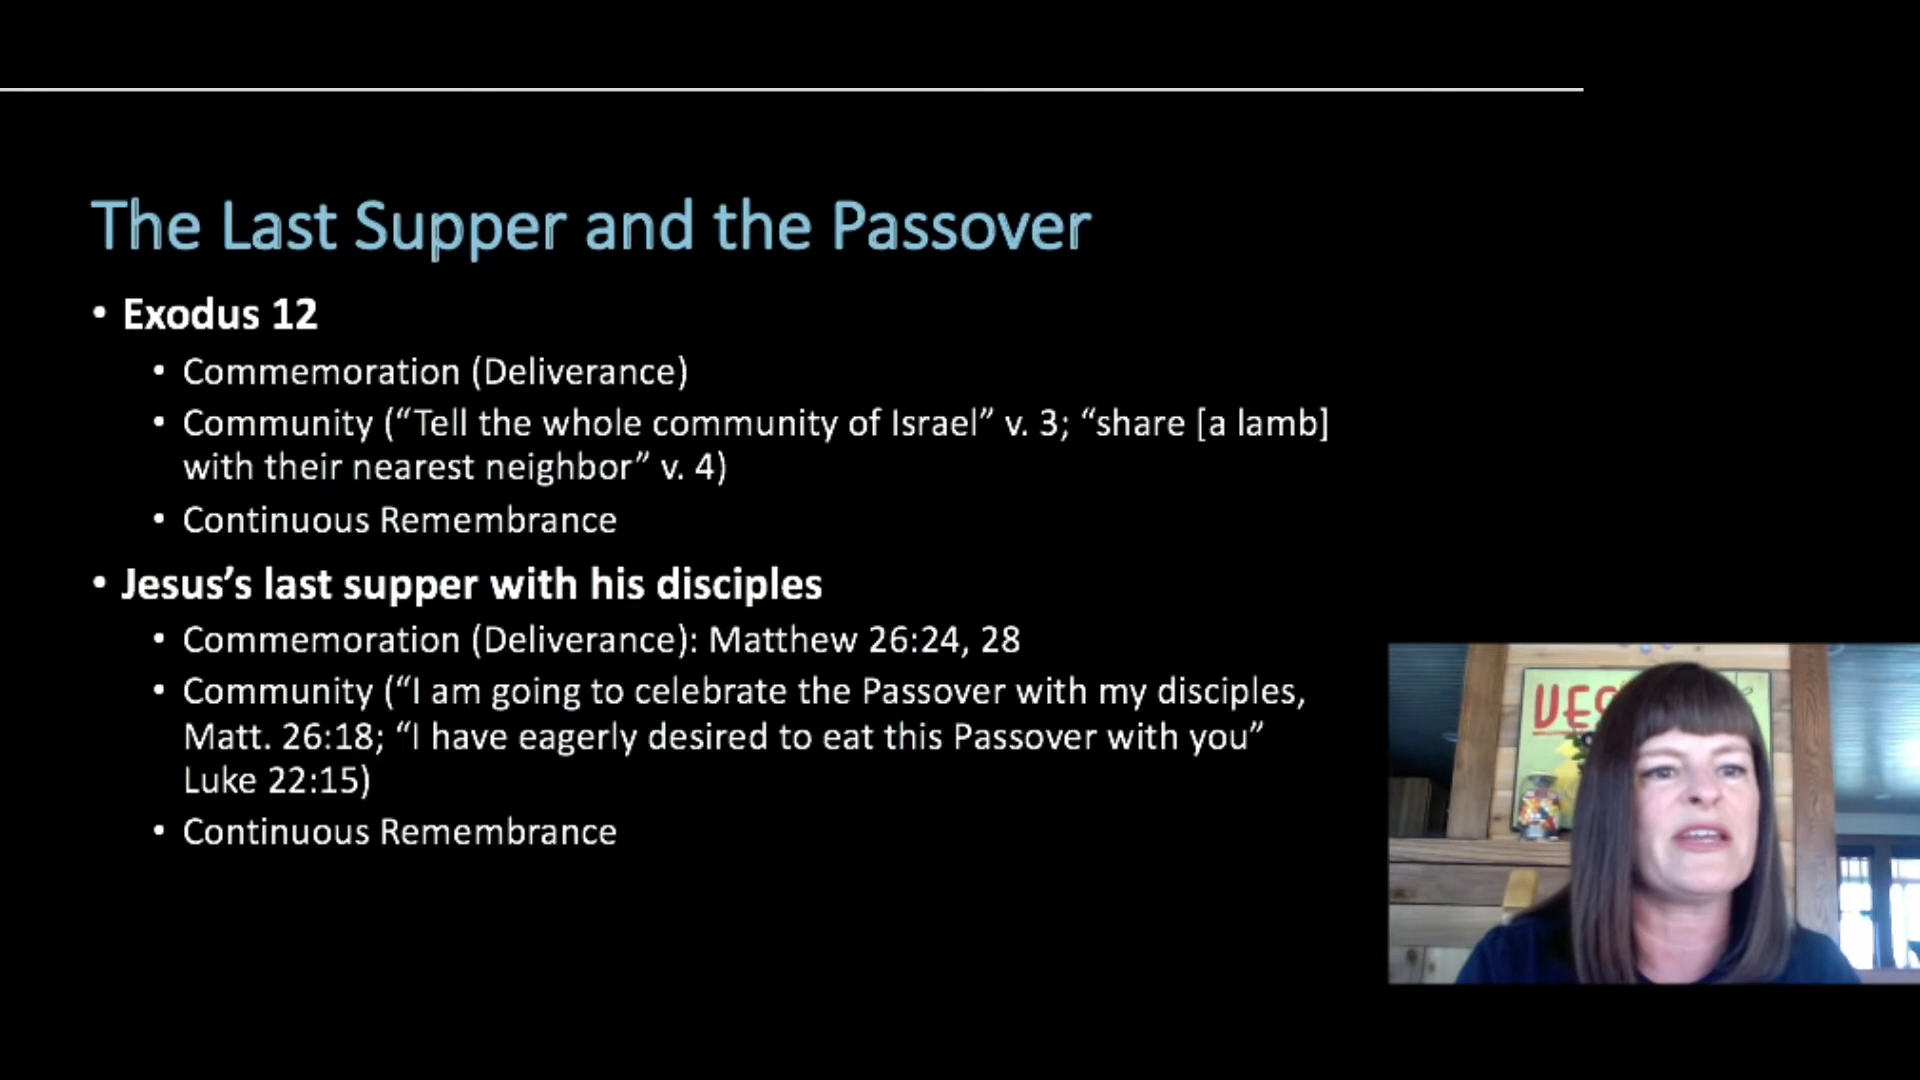 The Last Supper and the Passover
• Exodus 12
• Commemoration (Deliverance)
• Community (“Tell the whole community of Israel” v. 3; “share [a lamb]
with their nearest neighbor” v. 4)
• Continuous Remembrance
• Jesus’s last supper with his disciples
• Commemoration (Deliverance): Matthew 26:24, 28
• Community (“I am going to celebrate the Passover with my disciples,
Matt. 26:18; “I have eagerly desired to eat this Passover with you”
Luke 22:15)
• Continuous Remembrance